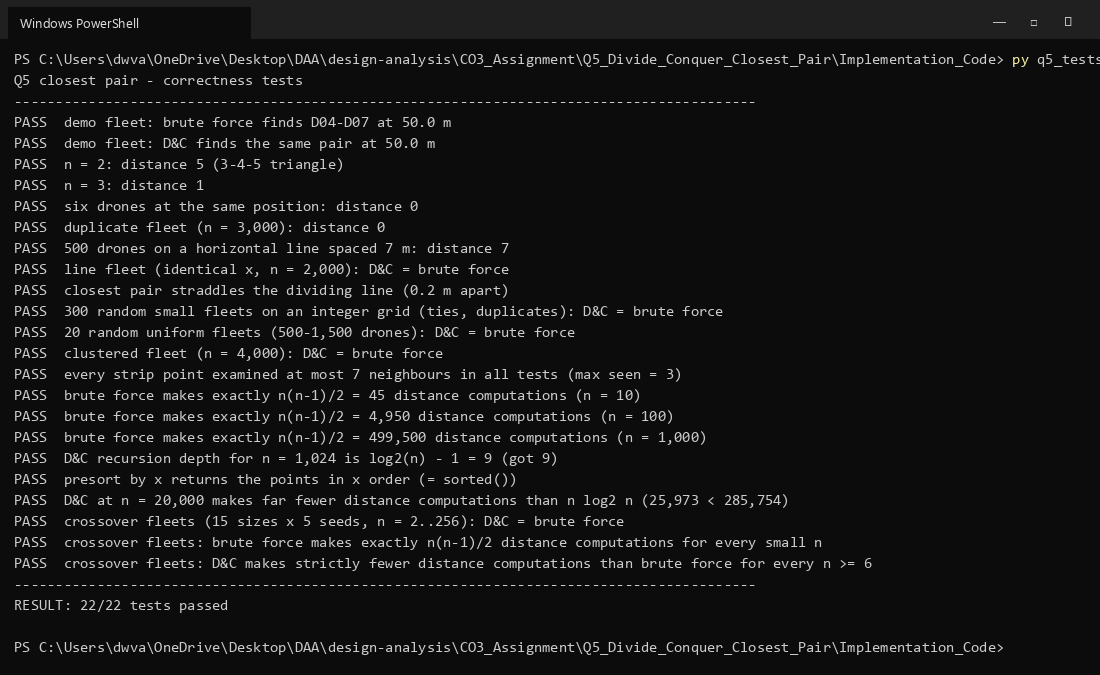 Windows PowerShell
PS C:\Users\dwva\OneDrive\Desktop\DAA\design-analysis\CO3_Assignment\Q5_Divide_Conquer_Closest_Pair\Implementation_Code> py q5_tests
Q5 closest pair - correctness tests
------------------------------------------------------------------------------------------
PASS  demo fleet: brute force finds D04-D07 at 50.0 m
PASS  demo fleet: D&C finds the same pair at 50.0 m
PASS  n = 2: distance 5 (3-4-5 triangle)
PASS  n = 3: distance 1
PASS  six drones at the same position: distance 0
PASS  duplicate fleet (n = 3,000): distance 0
PASS  500 drones on a horizontal line spaced 7 m: distance 7
PASS  line fleet (identical x, n = 2,000): D&C = brute force
PASS  closest pair straddles the dividing line (0.2 m apart)
PASS  300 random small fleets on an integer grid (ties, duplicates): D&C = brute force
PASS  20 random uniform fleets (500-1,500 drones): D&C = brute force
PASS  clustered fleet (n = 4,000): D&C = brute force
PASS  every strip point examined at most 7 neighbours in all tests (max seen = 3)
PASS  brute force makes exactly n(n-1)/2 = 45 distance computations (n = 10)
PASS  brute force makes exactly n(n-1)/2 = 4,950 distance computations (n = 100)
PASS  brute force makes exactly n(n-1)/2 = 499,500 distance computations (n = 1,000)
PASS  D&C recursion depth for n = 1,024 is log2(n) - 1 = 9 (got 9)
PASS  presort by x returns the points in x order (= sorted())
PASS  D&C at n = 20,000 makes far fewer distance computations than n log2 n (25,973 < 285,754)
PASS  crossover fleets (15 sizes x 5 seeds, n = 2..256): D&C = brute force
PASS  crossover fleets: brute force makes exactly n(n-1)/2 distance computations for every small n
PASS  crossover fleets: D&C makes strictly fewer distance computations than brute force for every n >= 6
------------------------------------------------------------------------------------------
RESULT: 22/22 tests passed
PS C:\Users\dwva\OneDrive\Desktop\DAA\design-analysis\CO3_Assignment\Q5_Divide_Conquer_Closest_Pair\Implementation_Code>